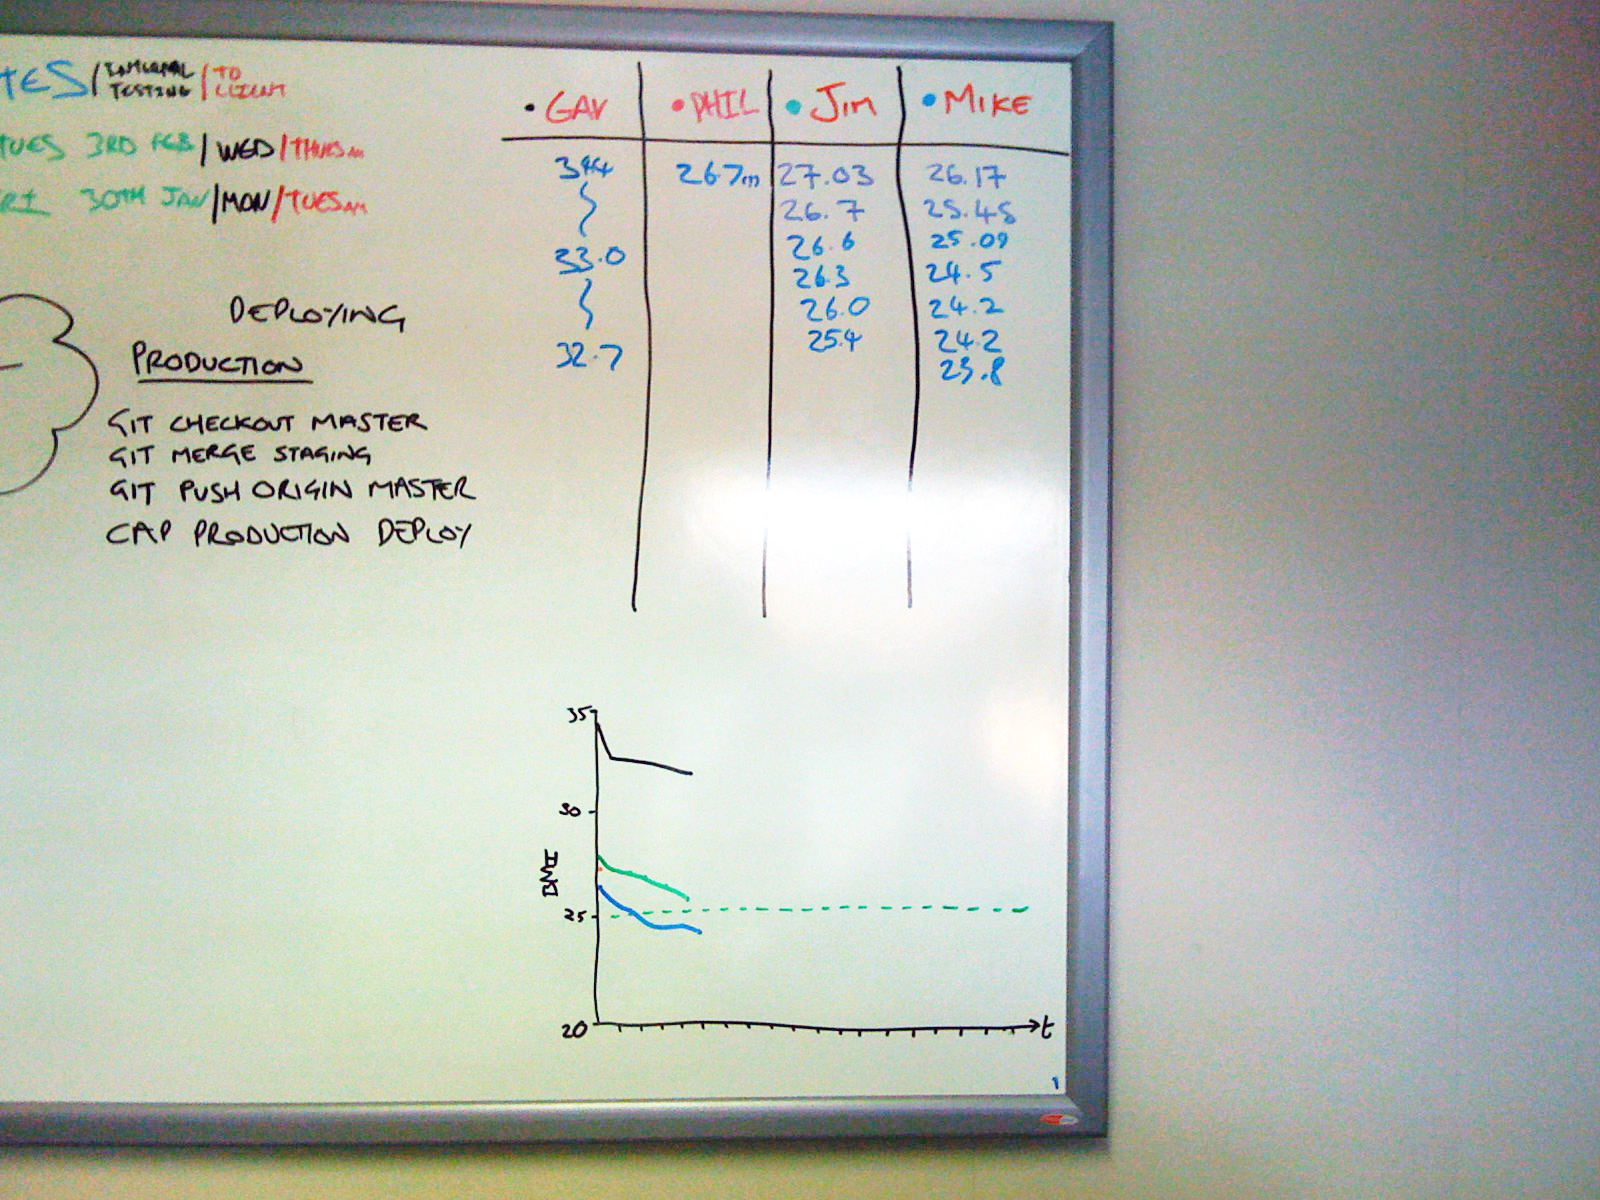 TES/INTERNAL TESTING/TO CLIENT
TUES 3RD FEB/WED/THURS AM
FRI 30TH JAN/MON/TUES AM
DEPLOYING
PRODUCTION
GIT CHECKOUT MASTER
GIT MERGE STAGING
GIT PUSH ORIGIN MASTER
CAP PRODUCTION DEPLOY
• GAV • PHIL • JIM • MIKE
34.4 26.7 27.03 26.17
26.7 25.45
33.0 26.6 25.09
26.3 24.5
26.0 24.2
32.7 25.4 24.2
23.8
35
30
BMI
25
20
t